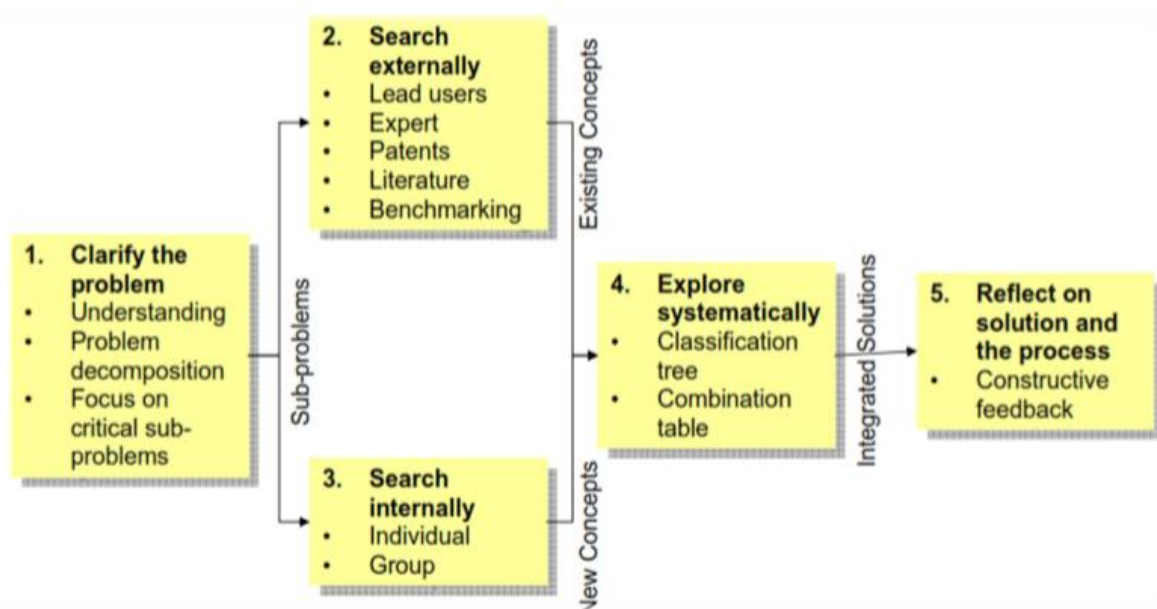 1. Clarify the
problem
• Understanding
• Problem
decomposition
• Focus on
critical sub-
problems
Sub-problems
2. Search
externally
• Lead users
• Expert
• Patents
• Literature
• Benchmarking
3. Search
internally
• Individual
• Group
Existing Concepts
New Concepts
4. Explore
systematically
• Classification
tree
• Combination
table
Integrated Solutions
5. Reflect on
solution and
the process
• Constructive
feedback